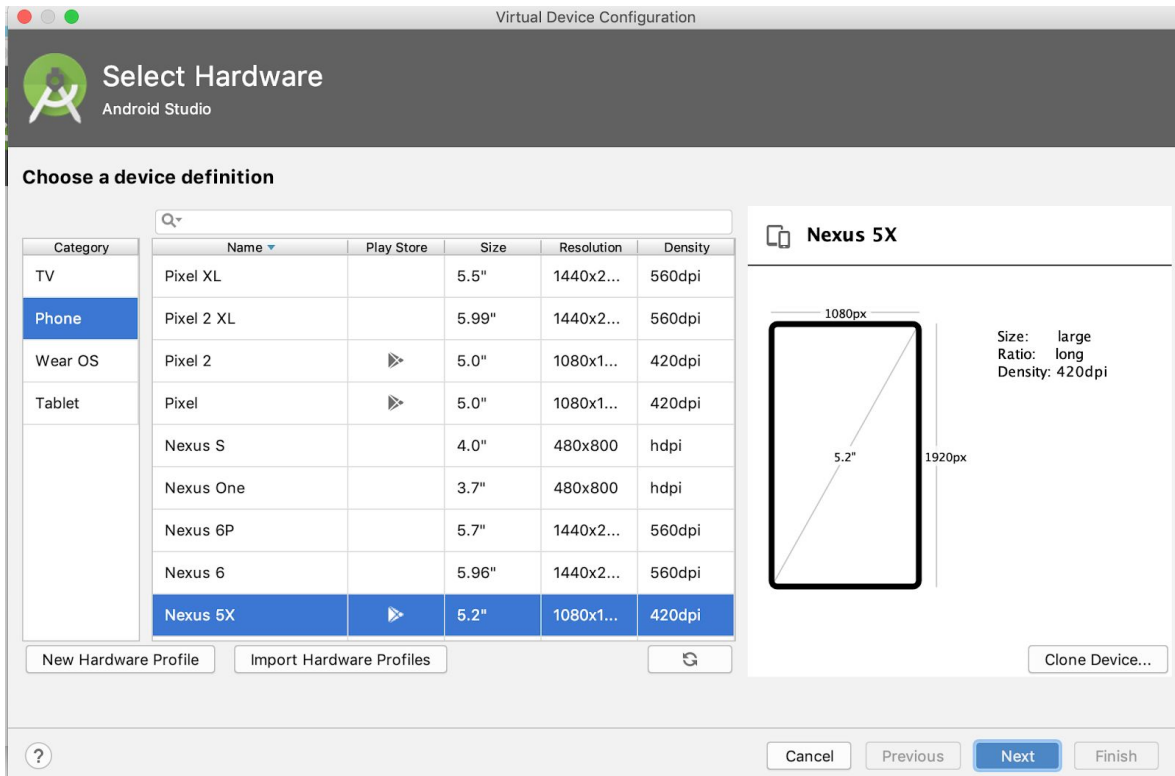 Virtual Device Configuration
Select Hardware
Android Studio
Choose a device definition
Category
TV
Phone
Wear OS
Tablet
Name Play Store Size Resolution Density
Pixel XL 5.5" 1440x2... 560dpi
Pixel 2 XL 5.99" 1440x2... 560dpi
Pixel 2 5.0" 1080x1... 420dpi
Pixel 5.0" 1080x1... 420dpi
Nexus S 4.0" 480x800 hdpi
Nexus One 3.7" 480x800 hdpi
Nexus 6P 5.7" 1440x2... 560dpi
Nexus 6 5.96" 1440x2... 560dpi
Nexus 5X 5.2" 1080x1... 420dpi
New Hardware Profile Import Hardware Profiles
Nexus 5X
1080px
5.2"
1920px
Size: large
Ratio: long
Density: 420dpi
Clone Device...
? Cancel Previous Next Finish